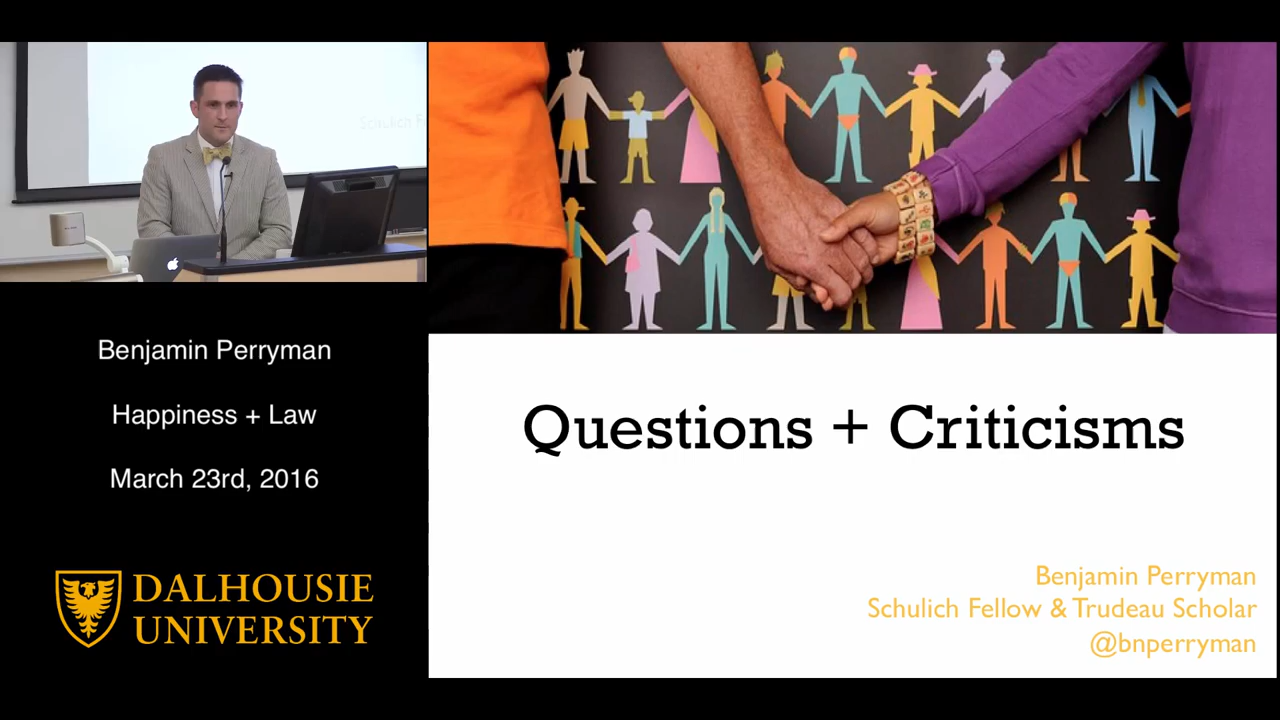 Benjamin Perryman
Happiness + Law
March 23rd, 2016
DALHOUSIE
UNIVERSITY
Questions + Criticisms
Benjamin Perryman
Schulich Fellow & Trudeau Scholar
@bnperryman